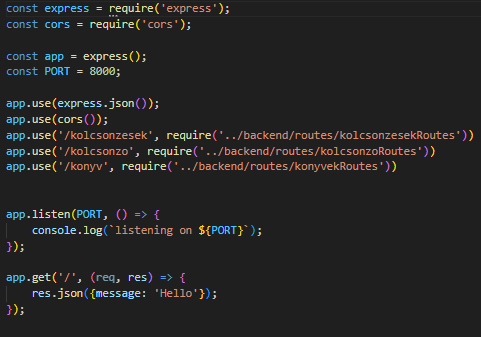 const express = require('express');
const cors = require('cors');
const app = express();
const PORT = 8000;
app.use(express.json());
app.use(cors());
app.use('/kolcsonzesek', require('../backend/routes/kolcsonzesekRoutes'))
app.use('/kolcsonzo', require('../backend/routes/kolcsonzoRoutes'))
app.use('/konyv', require('../backend/routes/konyvekRoutes'))
app.listen(PORT, () => {
    console.log(`listening on ${PORT}`);
});
app.get('/', (req, res) => {
    res.json({message: 'Hello'});
});